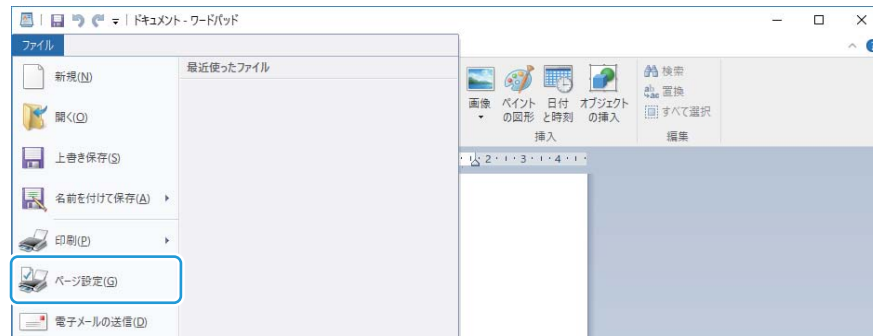 ドキュメント - ワードパッド
ファイル
新規(N)
開く(O)
上書き保存(S)
名前を付けて保存(A)
印刷(P)
ページ設定(G)
電子メールの送信(D)
最近使ったファイル
画像
ペイント
の図形
日付
と時刻
オブジェクト
の挿入
挿入
検索
置換
すべて選択
編集
2・1・3・1・4・1・